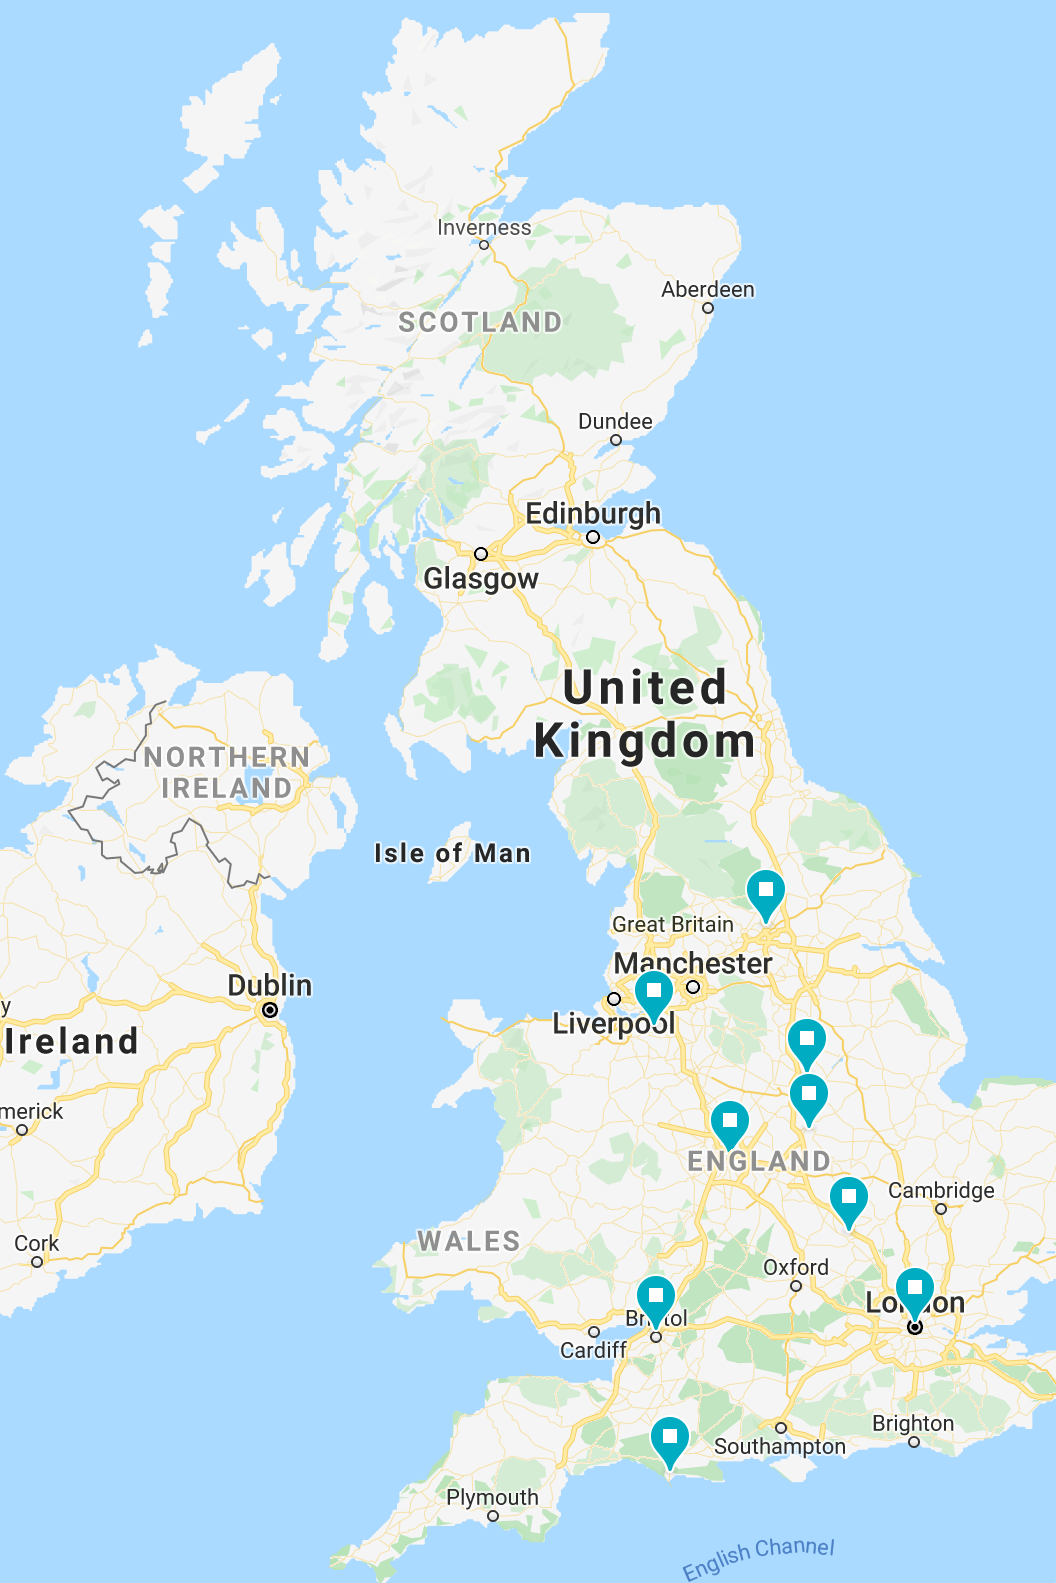 Inverness
Aberdeen
SCOTLAND
Dundee
Edinburgh
Glasgow
United
Kingdom
NORTHERN
IRELAND
Isle of Man
Great Britain
Manchester
Dublin
y
Liverpool
Ireland
merick
ENGLAND
Cambridge
WALES
Cork
Oxford
London
Bristol
Cardiff
Brighton
Southampton
Plymouth
English Channel